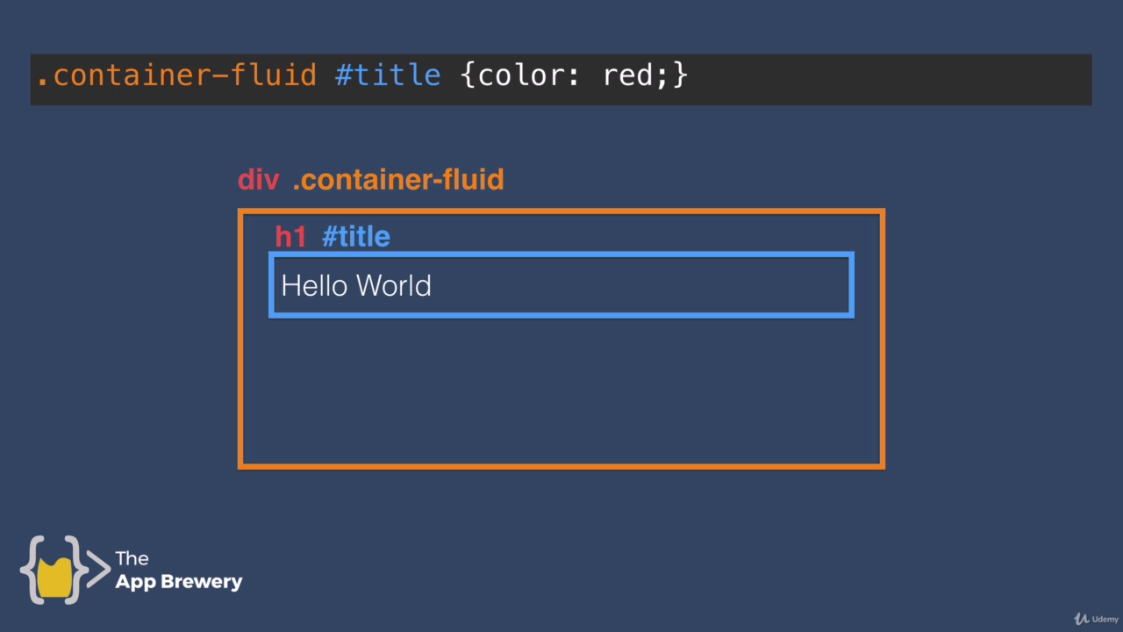 .container-fluid #title {color: red;}
div .container-fluid
h1 #title
Hello World
The
App Brewery
Udemy